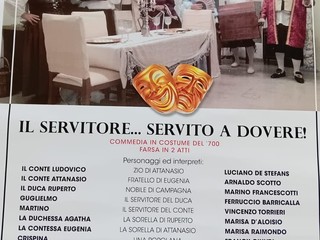 IL SERVITORE... SERVITO A DOVERE!
COMMEDIA IN COSTUME DEL '700
FARSA IN 2 ATTI
Personaggi ed interpreti:
IL CONTE LUDOVICO ZIO DI ATTANASIO LUCIANO DE STEFANS
IL CONTE ATTANASIO FRATELLO DI EUGENIA ARNALDO SCOTTO
IL DUCA RUPERTO NOBILE DI CAMPAGNA MARINO FRANCESCOTTI
GUGLIELMO IL SERVITORE DEL DUCA FERRUCCIO BARRICALLA
MARTINO IL SERVITORE DEL CONTE VINCENZO TORRIERI
LA DUCHESSA AGATHA LA SORELLA DI RUPERTO MARISA D'ALOISIO
LA CONTESSA EUGENIA LA SORELLA DI ATTANASIO MARISA RAIMONDO
CRISPINA UNA POPOLANA